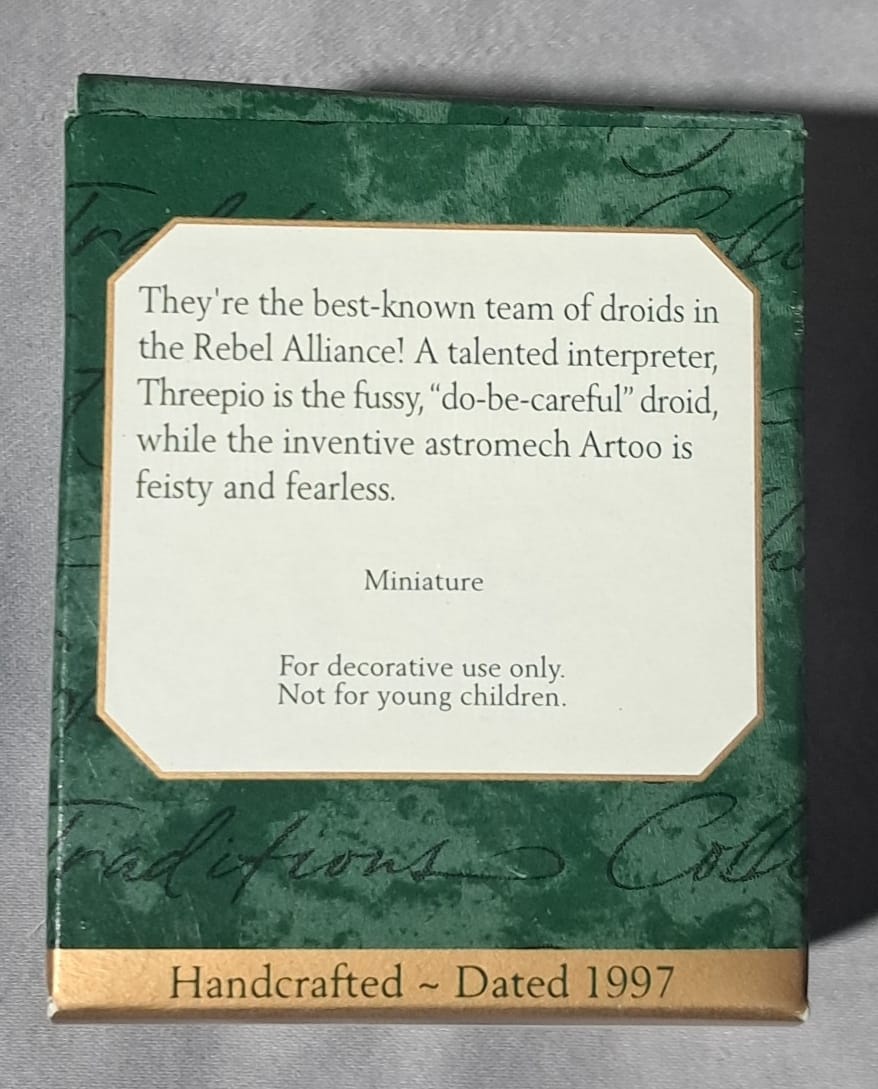 They're the best-known team of droids in
the Rebel Alliance! A talented interpreter,
Threepio is the fussy, “do-be-careful” droid,
while the inventive astromech Artoo is
feisty and fearless.
Miniature
For decorative use only.
Not for young children.
Traditions
Handcrafted ~ Dated 1997